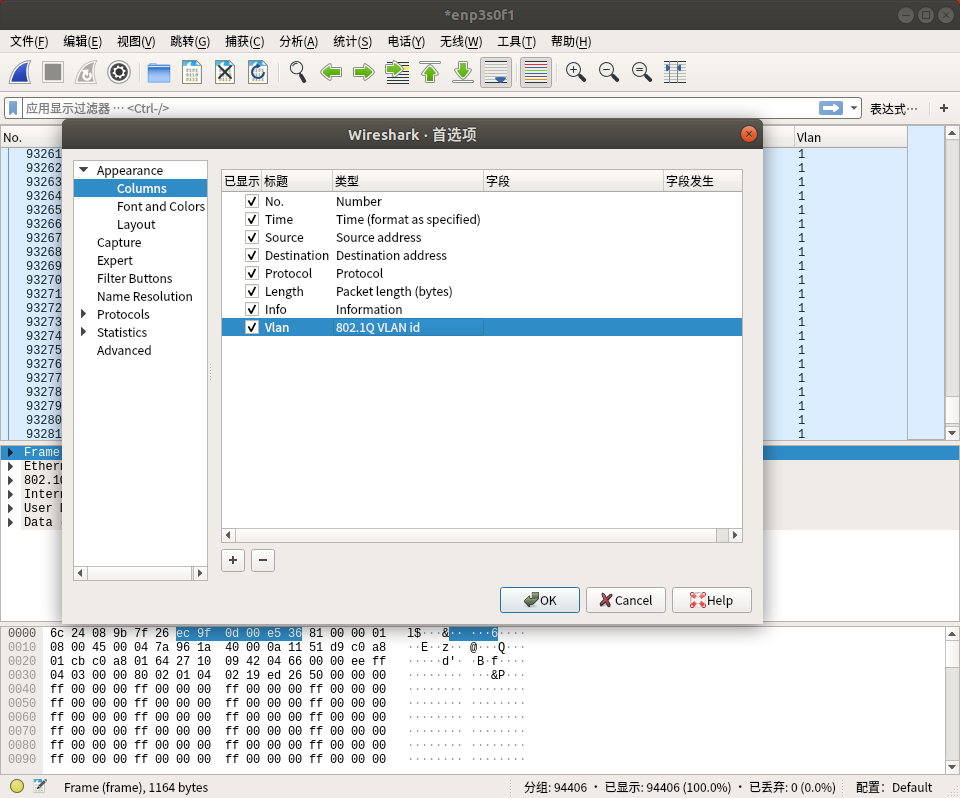 *enp3s0f1
文件(F) 编辑(E) 视图(V) 跳转(G) 捕获(C) 分析(A) 统计(S) 电话(Y) 无线(W) 工具(T) 帮助(H)
应用显示过滤器 … <Ctrl-/> 表达式… +
No. Vlan
Wireshark · 首选项
93261 1
93262 1
93263 1
93264 1
93265 1
93266 1
93267 1
93268 1
93269 1
93270 1
93271 1
93272 1
93273 1
93274 1
93275 1
93276 1
93277 1
93278 1
93279 1
93280 1
93281 1
Appearance
Columns
Font and Colors
Layout
Capture
Expert
Filter Buttons
Name Resolution
Protocols
Statistics
Advanced
已显示 标题 类型 字段 字段发生
No. Number
Time Time (format as specified)
Source Source address
Destination Destination address
Protocol Protocol
Length Packet length (bytes)
Info Information
Vlan 802.1Q VLAN id
+ −
OK Cancel Help
Frame
Ether
802.1Q
Inter
User
Data
0000 6c 24 08 9b 7f 26 ec 9f 0d 00 e5 36 81 00 00 01 l$···&·· ···6····
0010 08 00 45 00 04 7a 96 1a 40 00 0a 11 51 d9 c0 a8 ··E··z·· @···Q···
0020 01 cb c0 a8 01 64 27 10 09 42 04 66 00 00 ee ff ·····d'· ·B·f····
0030 04 03 00 00 80 02 01 04 02 19 ed 26 50 00 00 00 ········ ···&P···
0040 ff 00 00 00 ff 00 00 00 ff 00 00 00 ff 00 00 00 ········ ········
0050 ff 00 00 00 ff 00 00 00 ff 00 00 00 ff 00 00 00 ········ ········
0060 ff 00 00 00 ff 00 00 00 ff 00 00 00 ff 00 00 00 ········ ········
0070 ff 00 00 00 ff 00 00 00 ff 00 00 00 ff 00 00 00 ········ ········
0080 ff 00 00 00 ff 00 00 00 ff 00 00 00 ff 00 00 00 ········ ········
0090 ff 00 00 00 ff 00 00 00 ff 00 00 00 ff 00 00 00 ········ ········
Frame (frame), 1164 bytes 分组: 94406 · 已显示: 94406 (100.0%) · 已丢弃: 0 (0.0%) 配置: Default